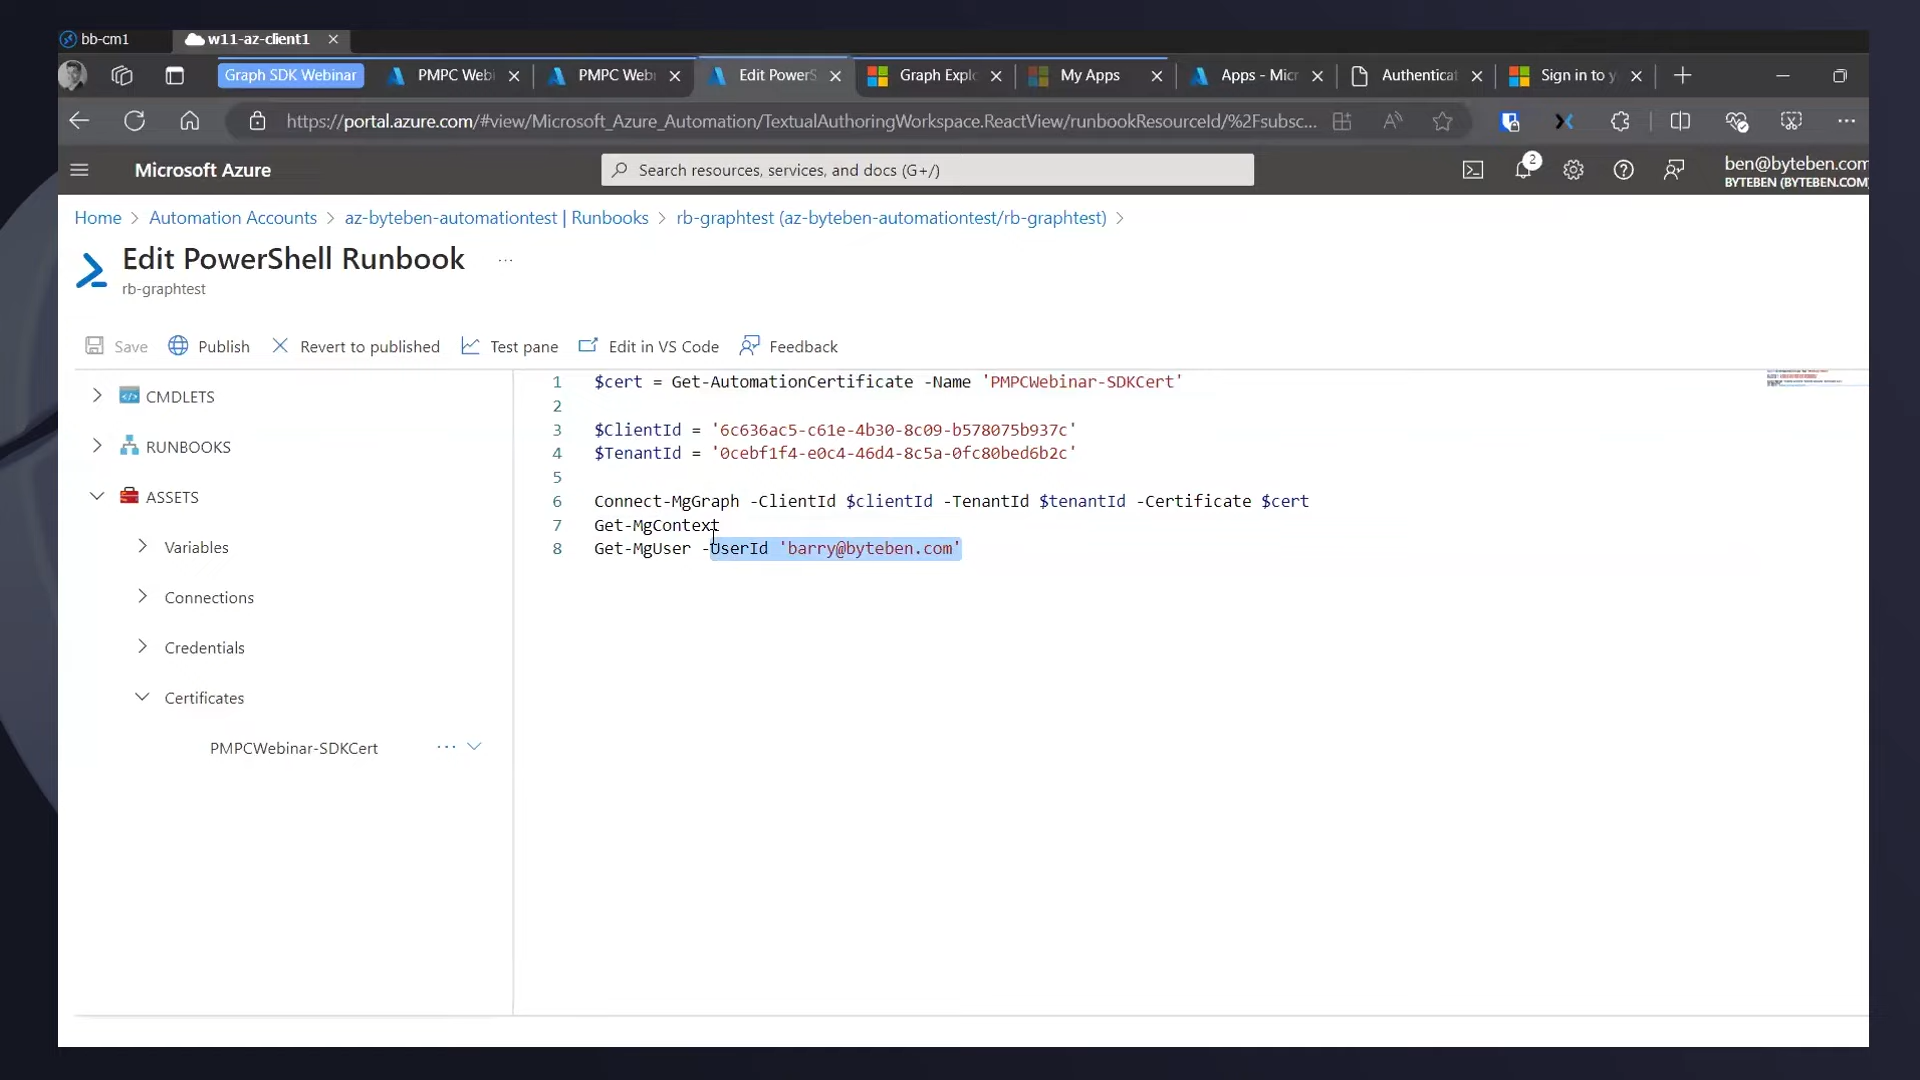 bb-cm1
w11-az-client1
Graph SDK Webinar
PMPC Webi
PMPC Web
Edit PowerS
Graph Expl
My Apps
Apps - Micr
Authenticat
Sign in to y
https://portal.azure.com/#view/Microsoft_Azure_Automation/TextualAuthoringWorkspace.ReactView/runbookResourceId/%2Fsubsc...
Microsoft Azure
Search resources, services, and docs (G+/)
2
ben@byteben.com
BYTEBEN (BYTEBEN.COM)
Home > Automation Accounts > az-byteben-automationtest | Runbooks > rb-graphtest (az-byteben-automationtest/rb-graphtest) >
Edit PowerShell Runbook ...
rb-graphtest
Save Publish Revert to published Test pane Edit in VS Code Feedback
CMDLETS
RUNBOOKS
ASSETS
Variables
Connections
Credentials
Certificates
PMPCWebinar-SDKCert ...
1 $cert = Get-AutomationCertificate -Name 'PMPCWebinar-SDKCert'
2
3 $ClientId = '6c636ac5-c61e-4b30-8c09-b578075b937c'
4 $TenantId = '0cebf1f4-e0c4-46d4-8c5a-0fc80bed6b2c'
5
6 Connect-MgGraph -ClientId $clientId -TenantId $tenantId -Certificate $cert
7 Get-MgContext
8 Get-MgUser -UserId 'barry@byteben.com'